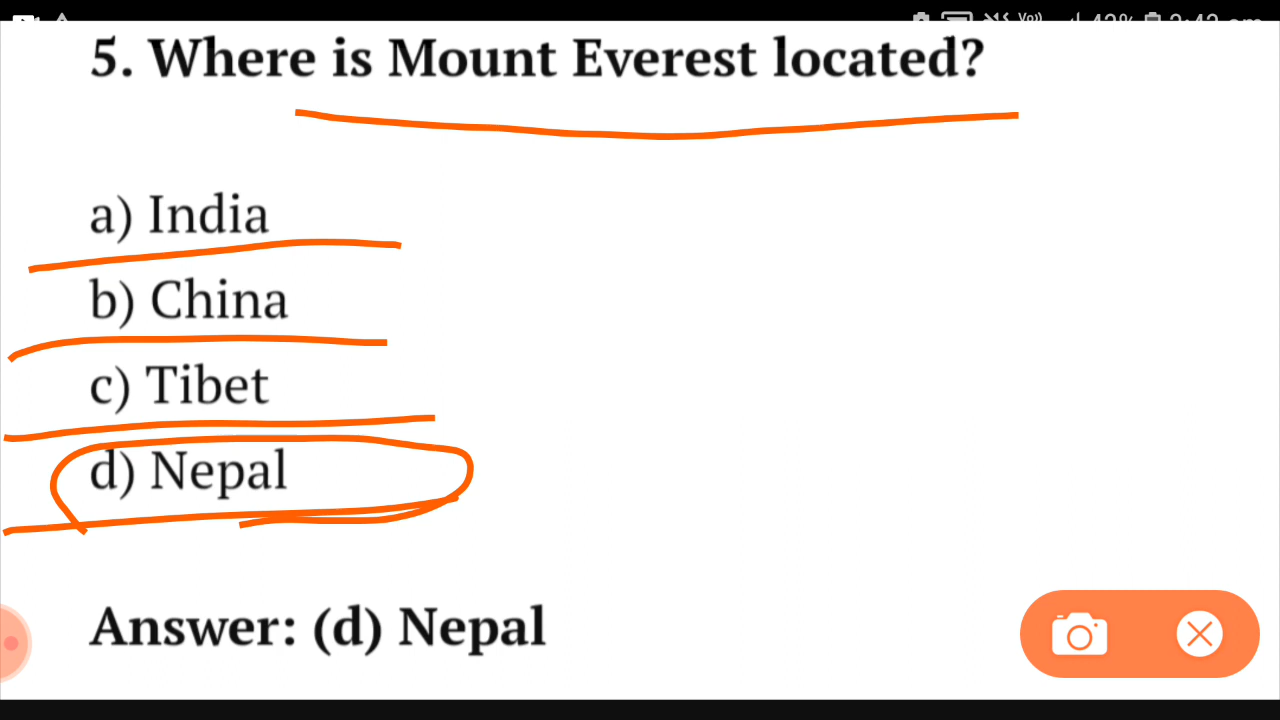 5. Where is Mount Everest located?
a) India
b) China
c) Tibet
d) Nepal
Answer: (d) Nepal